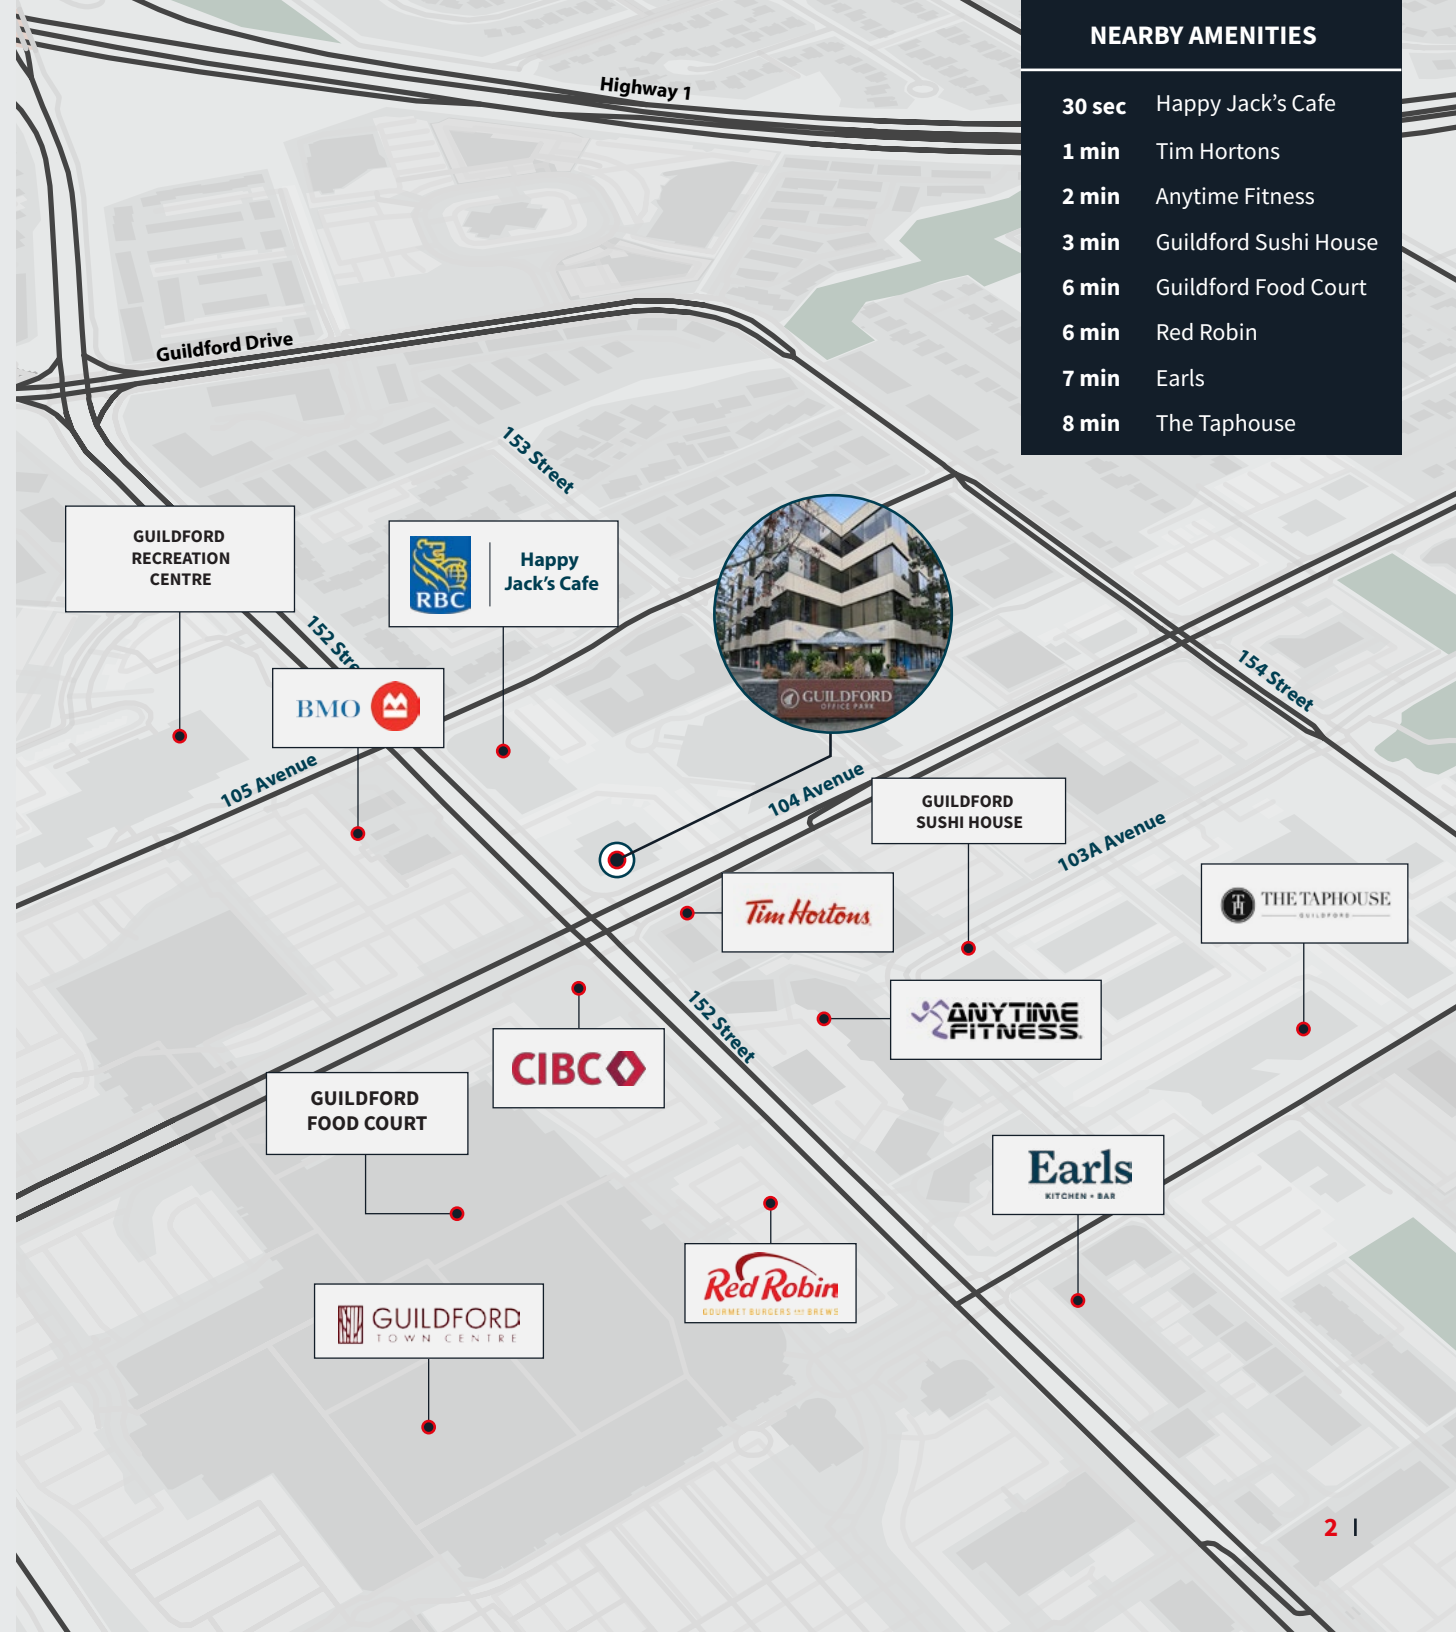 NEARBY AMENITIES
30 sec Happy Jack’s Cafe
1 min Tim Hortons
2 min Anytime Fitness
3 min Guildford Sushi House
6 min Guildford Food Court
6 min Red Robin
7 min Earls
8 min The Taphouse
Highway 1
Guildford Drive
153 Street
GUILDFORD
RECREATION
CENTRE
RBC
Happy
Jack’s Cafe
152 Stre
BMO
GUILDFORD
OFFICE PARK
154 Street
105 Avenue
104 Avenue
GUILDFORD
SUSHI HOUSE
103A Avenue
Tim Hortons
TH
THE TAPHOUSE
GUILDFORD
ANYTIME
FITNESS
152 Street
CIBC
GUILDFORD
FOOD COURT
Earls
KITCHEN + BAR
Red Robin
GOURMET BURGERS AND BREWS
GUILDFORD
TOWN CENTRE
2 |